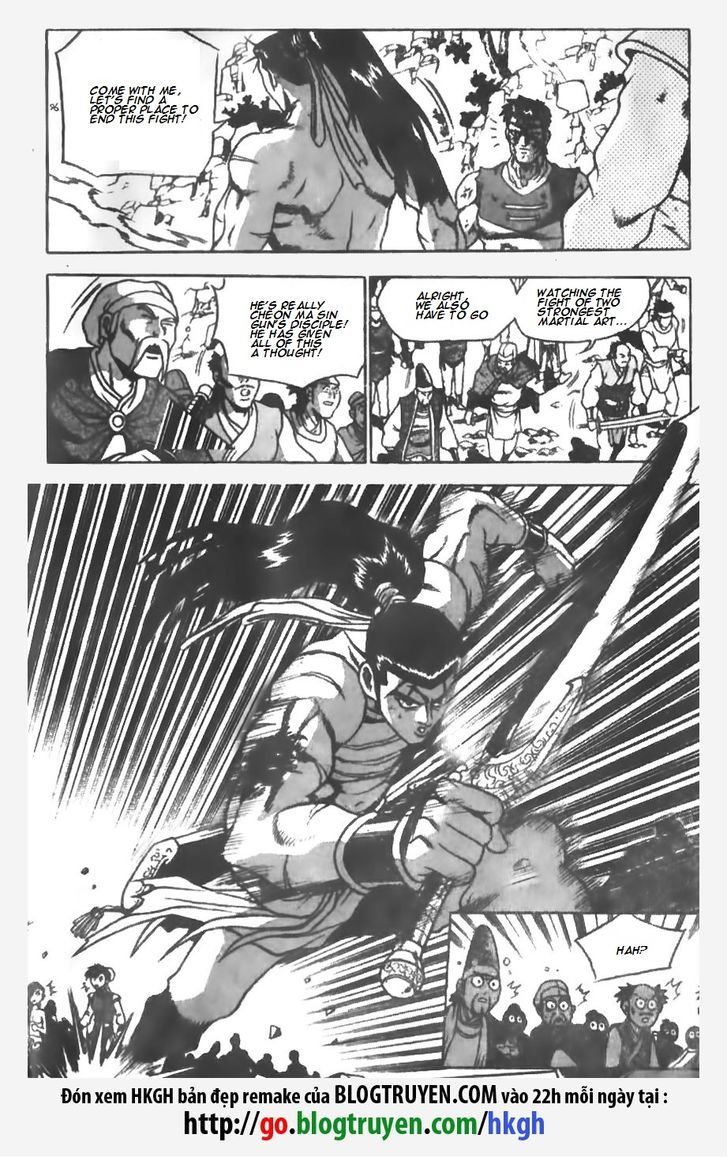 COME WITH ME,
LET'S FIND A
PROPER PLACE TO
END THIS FIGHT!
96
HE'S REALLY
CHEON MA SIN
GUN'S DISCIPLE!
HE HAS GIVEN
ALL OF THIS
A THOUGHT!
ALRIGHT,
WE ALSO
HAVE TO GO
WATCHING THE
FIGHT OF TWO
STRONGEST
MARTIAL ART...
HAH?
Đón xem HKGH bản đẹp remake của BLOGTRUYEN.COM vào 22h mỗi ngày tại :
http://go.blogtruyen.com/hkgh